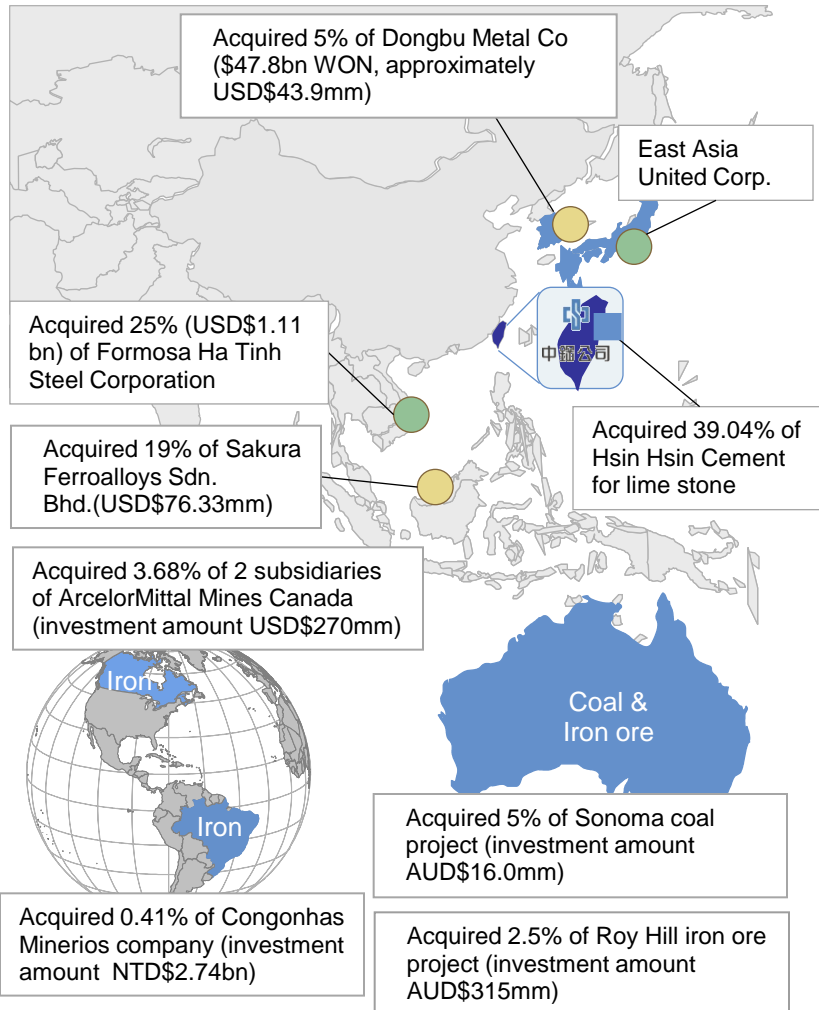 Acquired 5% of Dongbu Metal Co
($47.8bn WON, approximately
USD$43.9mm)
East Asia
United Corp.
Acquired 25% (USD$1.11
bn) of Formosa Ha Tinh
Steel Corporation
中鋼公司
Acquired 39.04% of
Hsin Hsin Cement
for lime stone
Acquired 19% of Sakura
Ferroalloys Sdn.
Bhd.(USD$76.33mm)
Acquired 3.68% of 2 subsidiaries
of ArcelorMittal Mines Canada
(investment amount USD$270mm)
Iron
Iron
Coal &
Iron ore
Acquired 5% of Sonoma coal
project (investment amount
AUD$16.0mm)
Acquired 0.41% of Congonhas
Minerios company (investment
amount  NTD$2.74bn)
Acquired 2.5% of Roy Hill iron ore
project (investment amount
AUD$315mm)